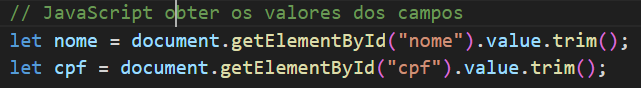 // JavaScript obter os valores dos campos
let nome = document.getElementById("nome").value.trim();
let cpf = document.getElementById("cpf").value.trim();